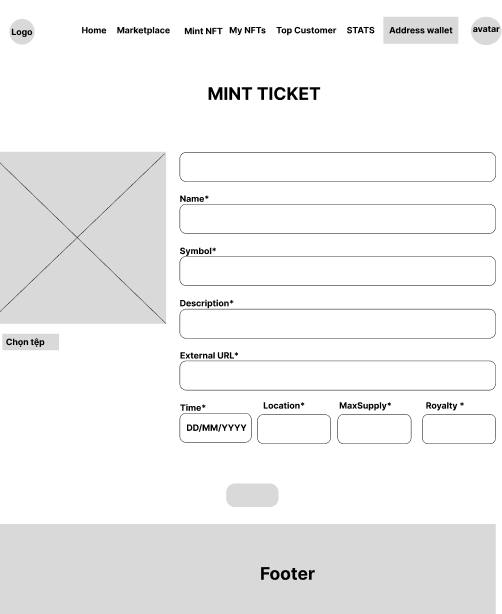 Logo Home Marketplace Mint NFT My NFTs Top Customer STATS Address wallet avatar
MINT TICKET
Name*
Symbol*
Chọn tệp
Description*
External URL*
Time* Location* MaxSupply* Royalty *
DD/MM/YYYY
Footer